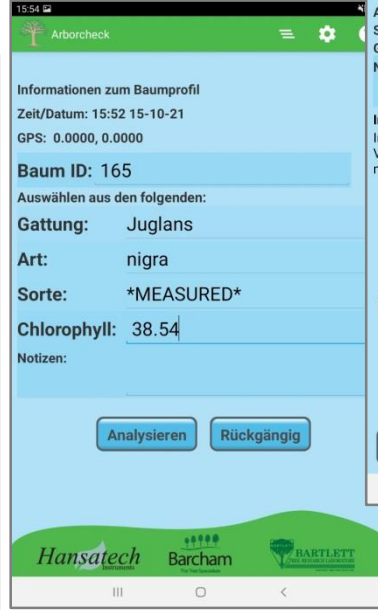 15:54
Arborcheck
Informationen zum Baumprofil
Zeit/Datum: 15:52 15-10-21
GPS: 0.0000, 0.0000
Baum ID: 165
Auswählen aus den folgenden:
Gattung: Juglans
Art: nigra
Sorte: *MEASURED*
Chlorophyll: 38.54
Notizen:
Analysieren Rückgängig
Hansatech Barcham BARTLETT
Instruments The Tree Specialists TREE RESEARCH LABORATORY